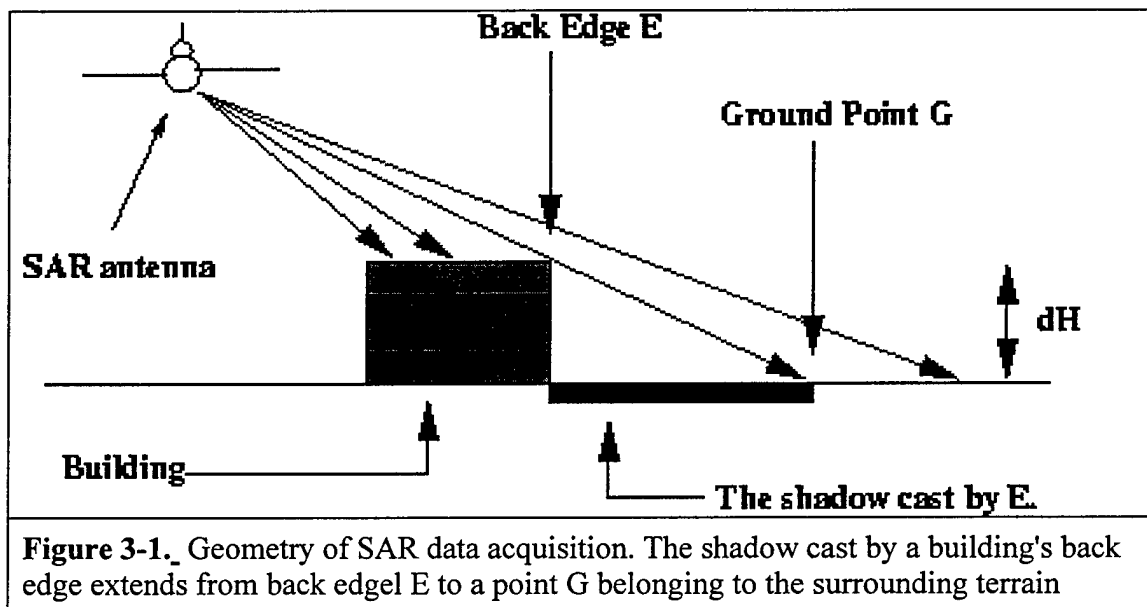 Back Edge E
Ground Point G
SAR antenna
dH
Building
The shadow cast by E.
Figure 3-1. Geometry of SAR data acquisition. The shadow cast by a building's back
edge extends from back edgel E to a point G belonging to the surrounding terrain